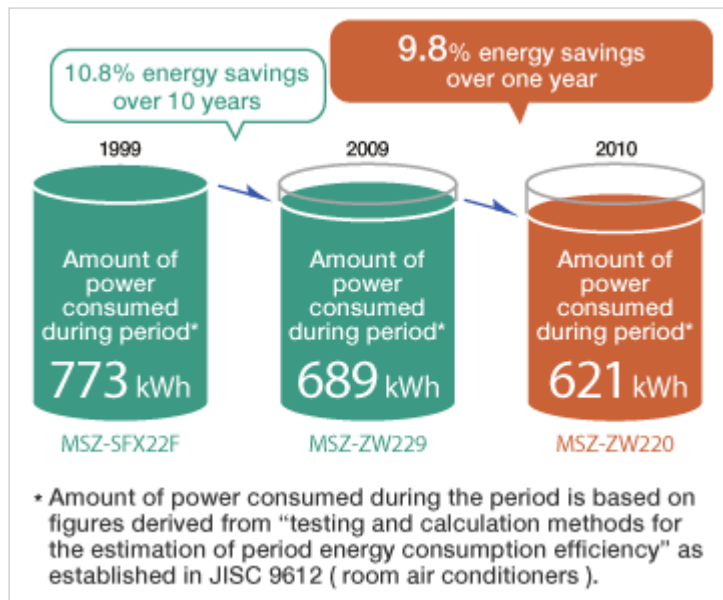 10.8% energy savings
over 10 years
9.8% energy savings
over one year
1999
2009
2010
Amount of
power
consumed
during period*
773 kWh
Amount of
power
consumed
during period*
689 kWh
Amount of
power
consumed
during period*
621 kWh
MSZ-SFX22F
MSZ-ZW229
MSZ-ZW220
* Amount of power consumed during the period is based on
figures derived from “testing and calculation methods for
the estimation of period energy consumption efficiency” as
established in JISC 9612 ( room air conditioners ).